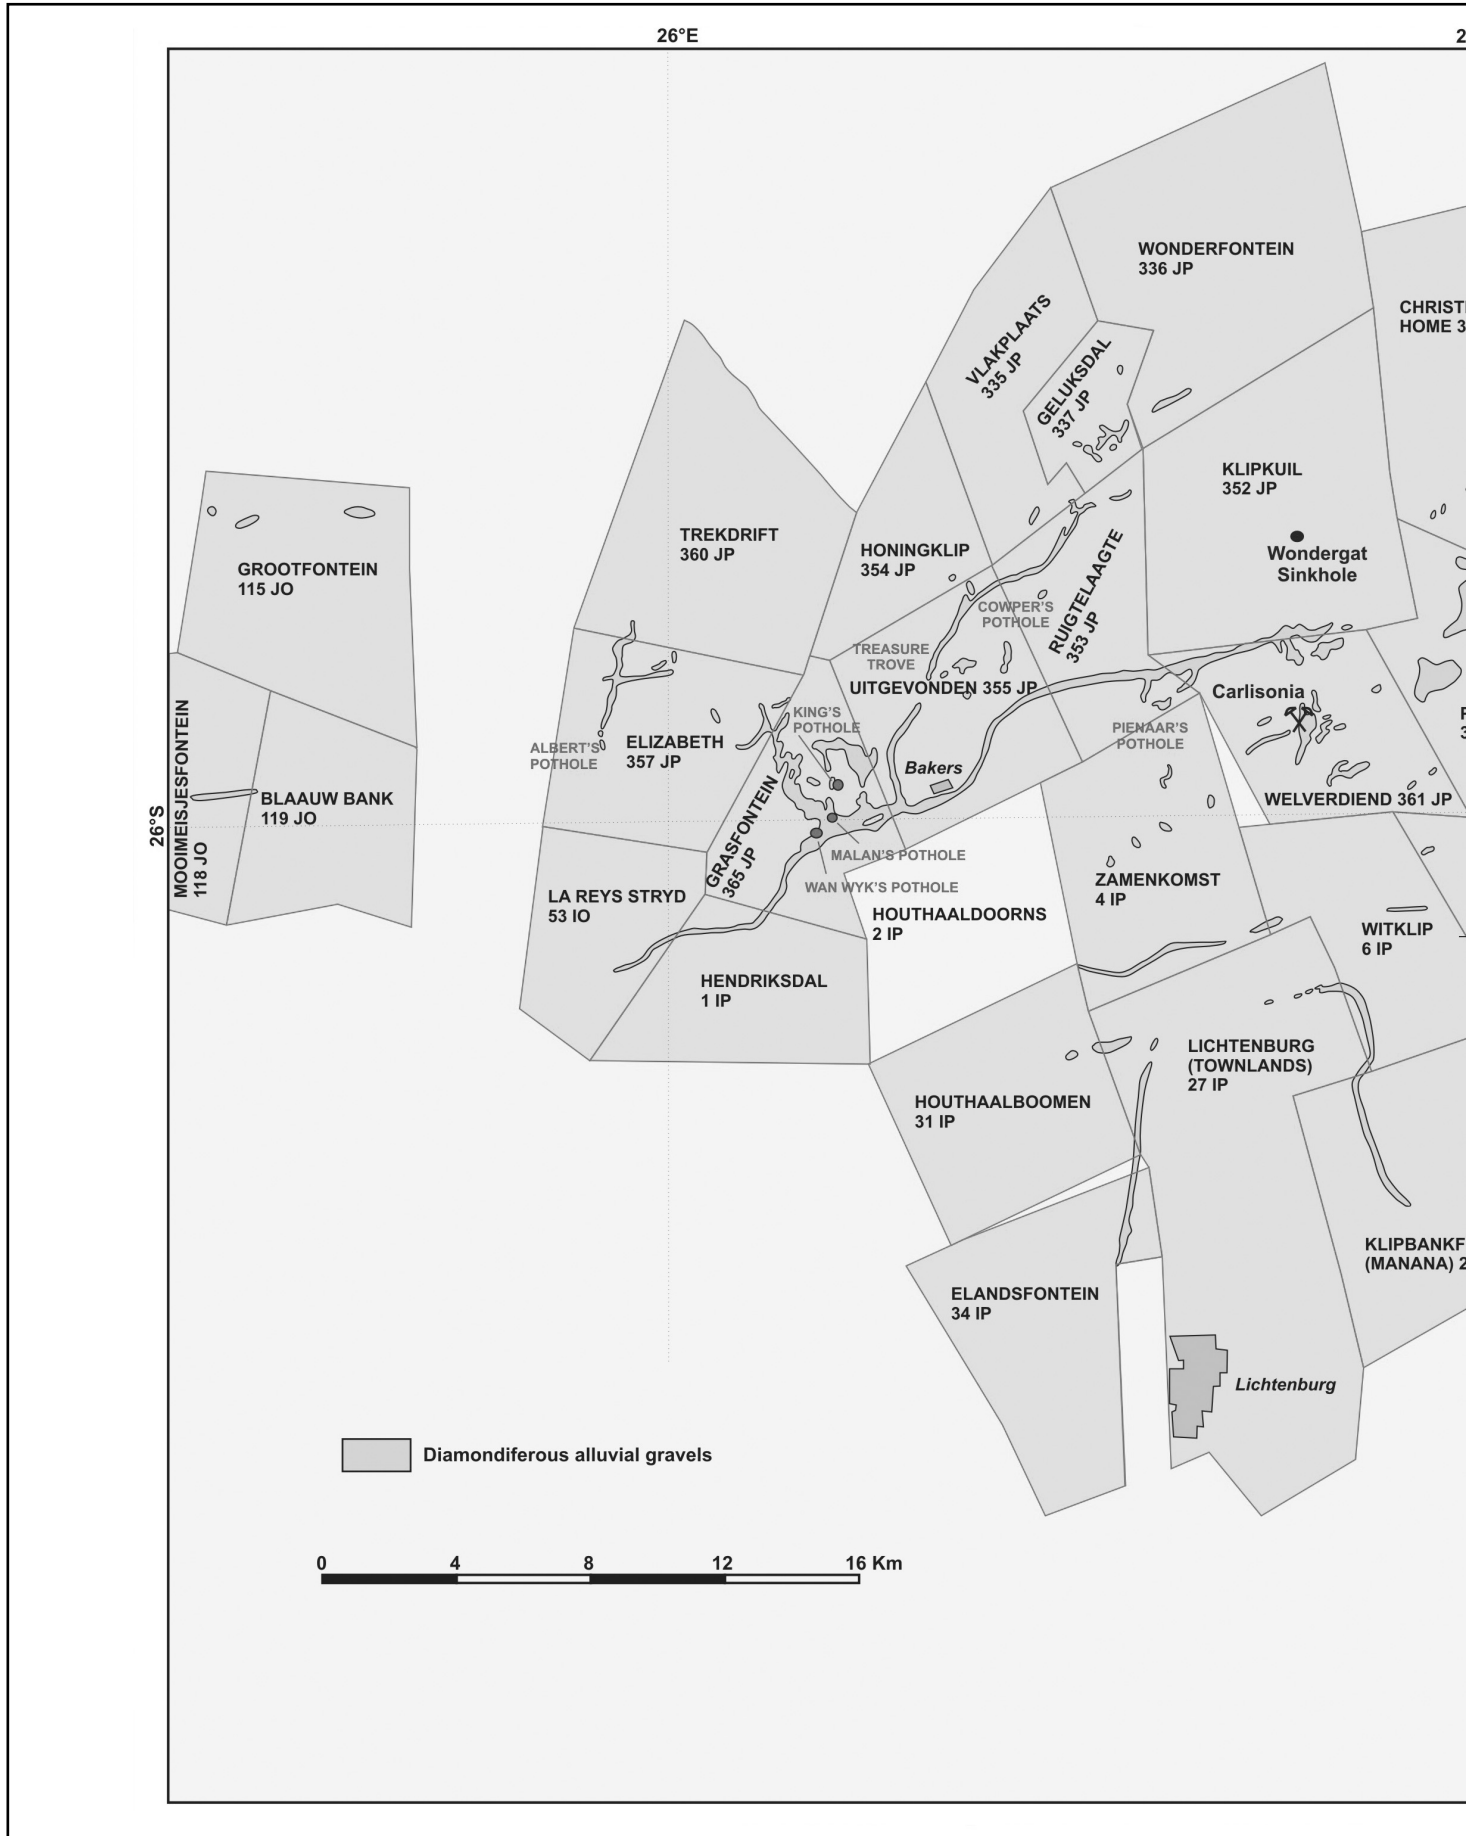 26°E
2
WONDERFONTEIN
336 JP
CHRIST
HOME 3
VLAKPLAATS
335 JP
GELUKSDAL
337 JP
KLIPKUIL
352 JP
TREKDRIFT
360 JP
HONINGKLIP
354 JP
Wondergat
Sinkhole
GROOTFONTEIN
115 JO
RUIGTELAAGTE
353 JP
COWPER'S
POTHOLE
TREASURE
TROVE
UITGEVONDEN 355 JP
Carlisonia
KING'S
POTHOLE
PIENAAR'S
POTHOLE
ALBERT'S
POTHOLE
ELIZABETH
357 JP
Bakers
MOOIMEISJESFONTEIN
118 JO
BLAAUW BANK
119 JO
WELVERDIEND 361 JP
26°S
GRASFONTEIN
365 JP
MALAN'S POTHOLE
WAN WYK'S POTHOLE
LA REYS STRYD
53 IO
ZAMENKOMST
4 IP
HOUTHAALDOORNS
2 IP
WITKLIP
6 IP
HENDRIKSDAL
1 IP
LICHTENBURG
(TOWNLANDS)
27 IP
HOUTHAALBOOMEN
31 IP
KLIPBANKF
(MANANA) 2
ELANDSFONTEIN
34 IP
Lichtenburg
Diamondiferous alluvial gravels
0 4 8 12 16 Km